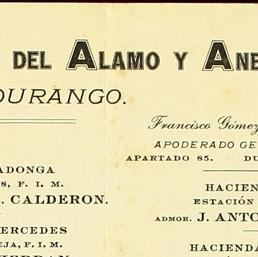 DEL ALAMO Y ANE
DURANGO.
Francisco Gómez
APODERADO GE
APARTADO 85. DU
ADONGA
S, F. I. M.
. CALDERON.
HACIEN
ESTACIÓN
ADMOR. J. ANTO
ERCEDES
EJA, F. I. M.
HACIENDA